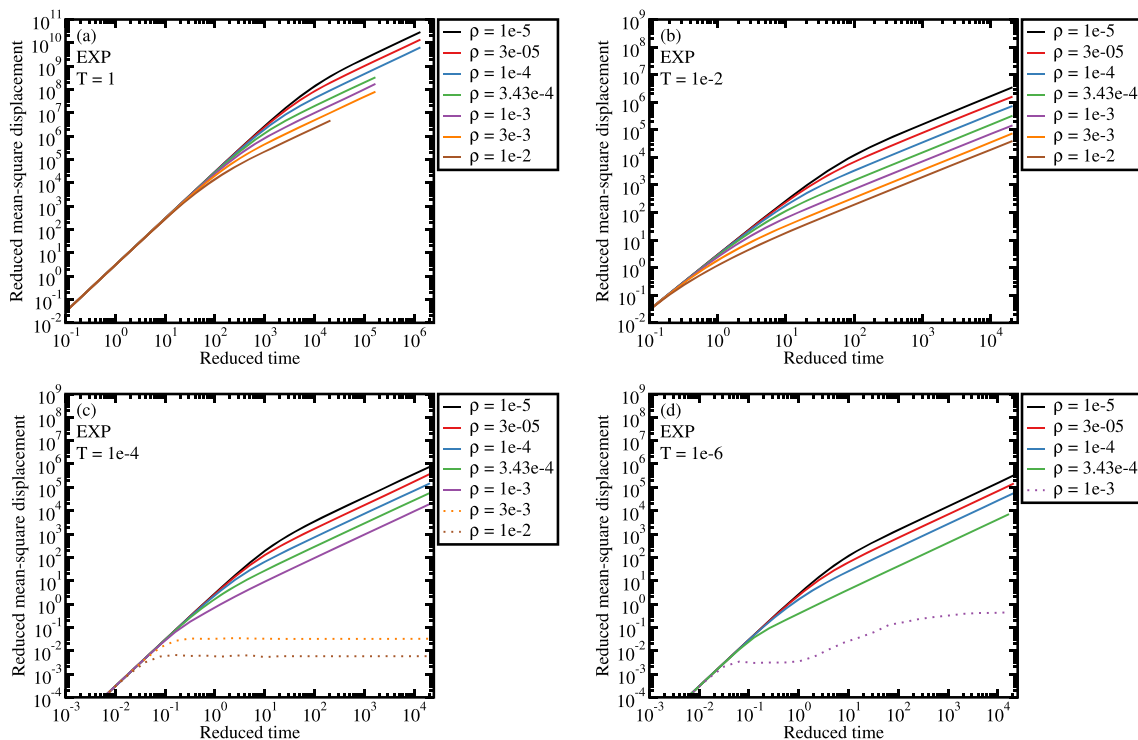 (a)
EXP
T = 1
Reduced mean-square displacement
10^11
10^10
10^9
10^8
10^7
10^6
10^5
10^4
10^3
10^2
10^1
10^0
10^-1
10^-2
10^-1 10^0 10^1 10^2 10^3 10^4 10^5 10^6
Reduced time
ρ = 1e-5
ρ = 3e-05
ρ = 1e-4
ρ = 3.43e-4
ρ = 1e-3
ρ = 3e-3
ρ = 1e-2
(b)
EXP
T = 1e-2
Reduced mean-square displacement
10^9
10^8
10^7
10^6
10^5
10^4
10^3
10^2
10^1
10^0
10^-1
10^-2
10^-1 10^0 10^1 10^2 10^3 10^4
Reduced time
ρ = 1e-5
ρ = 3e-05
ρ = 1e-4
ρ = 3.43e-4
ρ = 1e-3
ρ = 3e-3
ρ = 1e-2
(c)
EXP
T = 1e-4
Reduced mean-square displacement
10^9
10^8
10^7
10^6
10^5
10^4
10^3
10^2
10^1
10^0
10^-1
10^-2
10^-3
10^-4
10^-3 10^-2 10^-1 10^0 10^1 10^2 10^3 10^4
Reduced time
ρ = 1e-5
ρ = 3e-05
ρ = 1e-4
ρ = 3.43e-4
ρ = 1e-3
ρ = 3e-3
ρ = 1e-2
(d)
EXP
T = 1e-6
Reduced mean-square displacement
10^9
10^8
10^7
10^6
10^5
10^4
10^3
10^2
10^1
10^0
10^-1
10^-2
10^-3
10^-4
10^-3 10^-2 10^-1 10^0 10^1 10^2 10^3 10^4
Reduced time
ρ = 1e-5
ρ = 3e-05
ρ = 1e-4
ρ = 3.43e-4
ρ = 1e-3